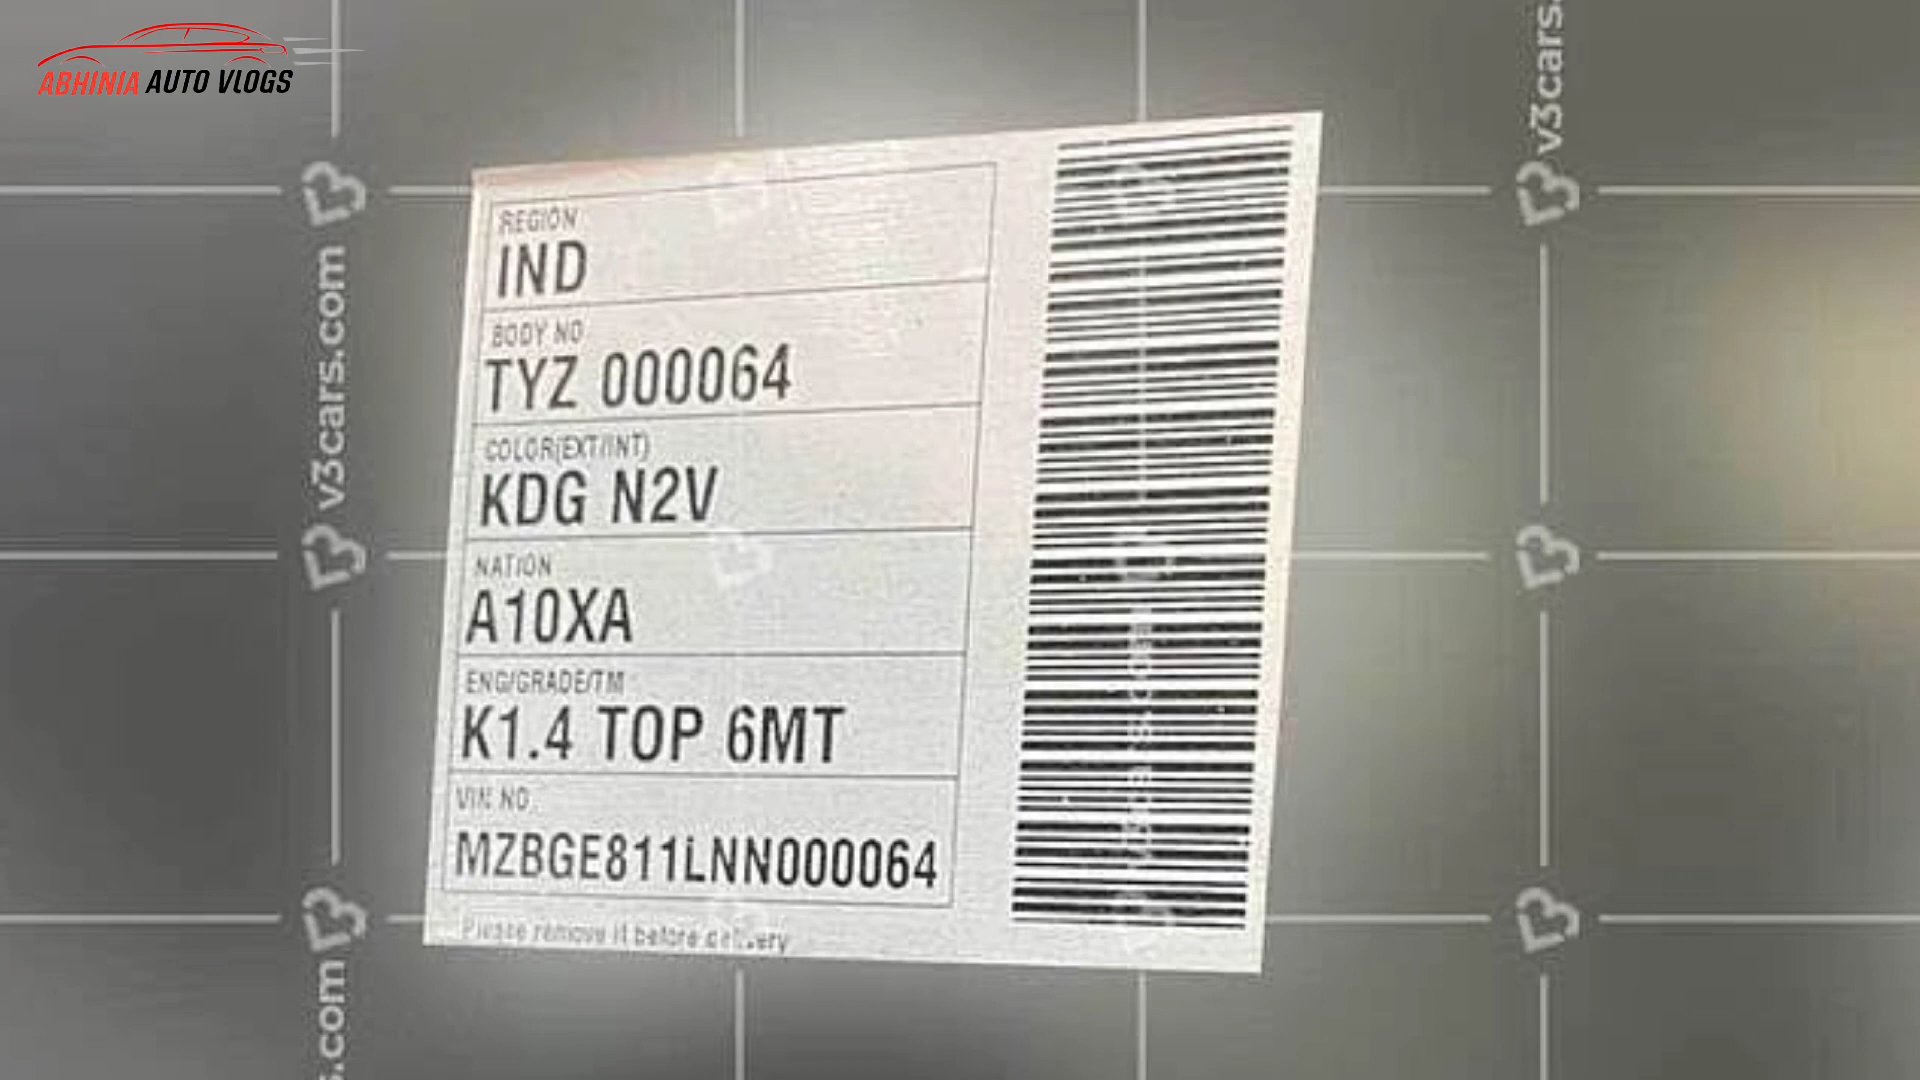 ABHINIA AUTO VLOGS
v3cars.com
v3cars.
s.com
REGION
IND
BODY NO
TYZ 000064
COLOR(EXT/INT)
KDG N2V
NATION
A10XA
ENG/GRADE/TM
K1.4 TOP 6MT
VIN NO.
MZBGE811LNN000064
Please remove it before delivery